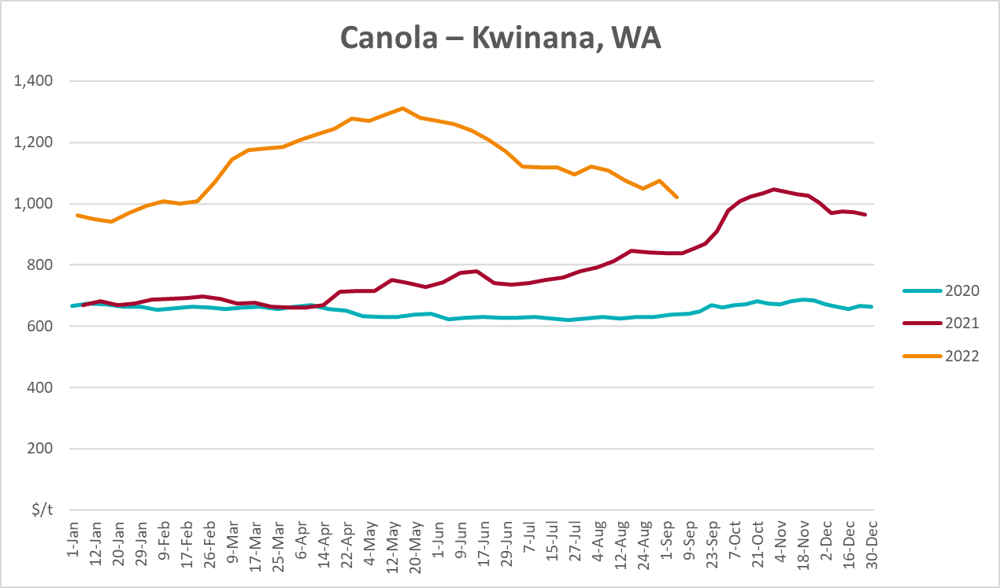 Canola – Kwinana, WA
1,400
1,200
1,000
800
600
400
200
$/t
1-Jan
12-Jan
20-Jan
29-Jan
9-Feb
17-Feb
26-Feb
9-Mar
17-Mar
25-Mar
6-Apr
14-Apr
22-Apr
4-May
12-May
20-May
1-Jun
9-Jun
17-Jun
29-Jun
7-Jul
15-Jul
27-Jul
4-Aug
12-Aug
24-Aug
1-Sep
9-Sep
23-Sep
7-Oct
21-Oct
4-Nov
18-Nov
2-Dec
16-Dec
30-Dec
2020
2021
2022